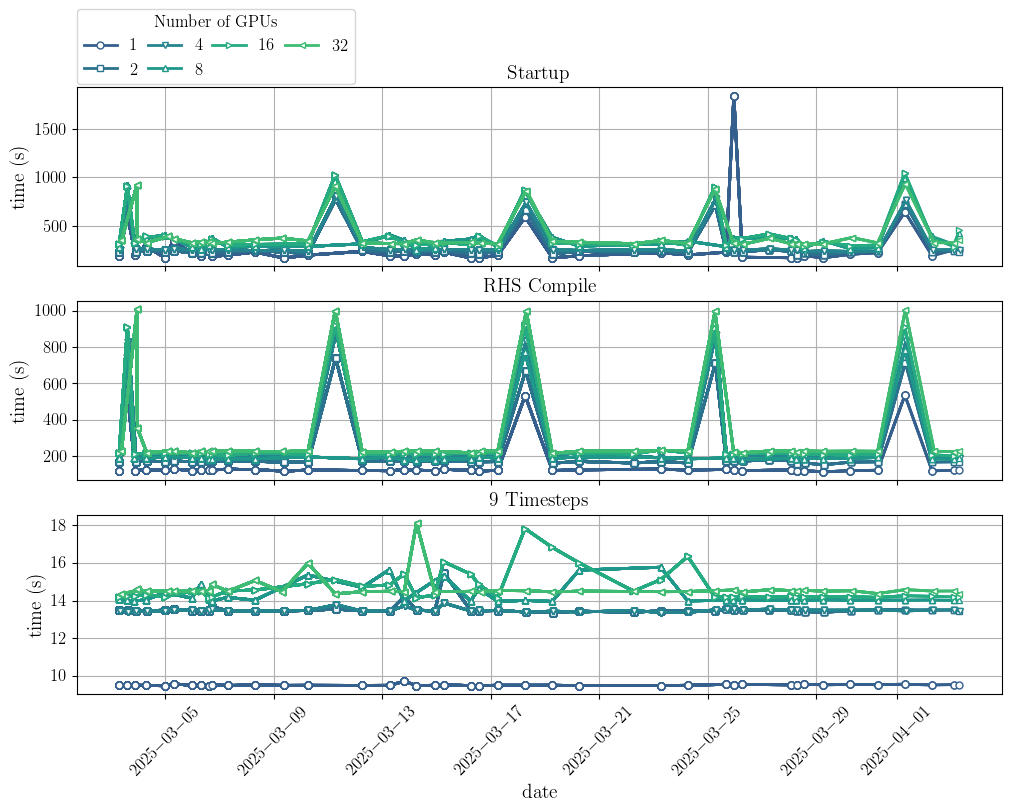 Number of GPUs
1 4 16 32
2 8
Startup
1500
1000
500
time (s)
RHS Compile
1000
800
600
400
200
time (s)
9 Timesteps
18
16
14
12
10
time (s)
2025−03−05 2025−03−09 2025−03−13 2025−03−17 2025−03−21 2025−03−25 2025−03−29 2025−04−01
date